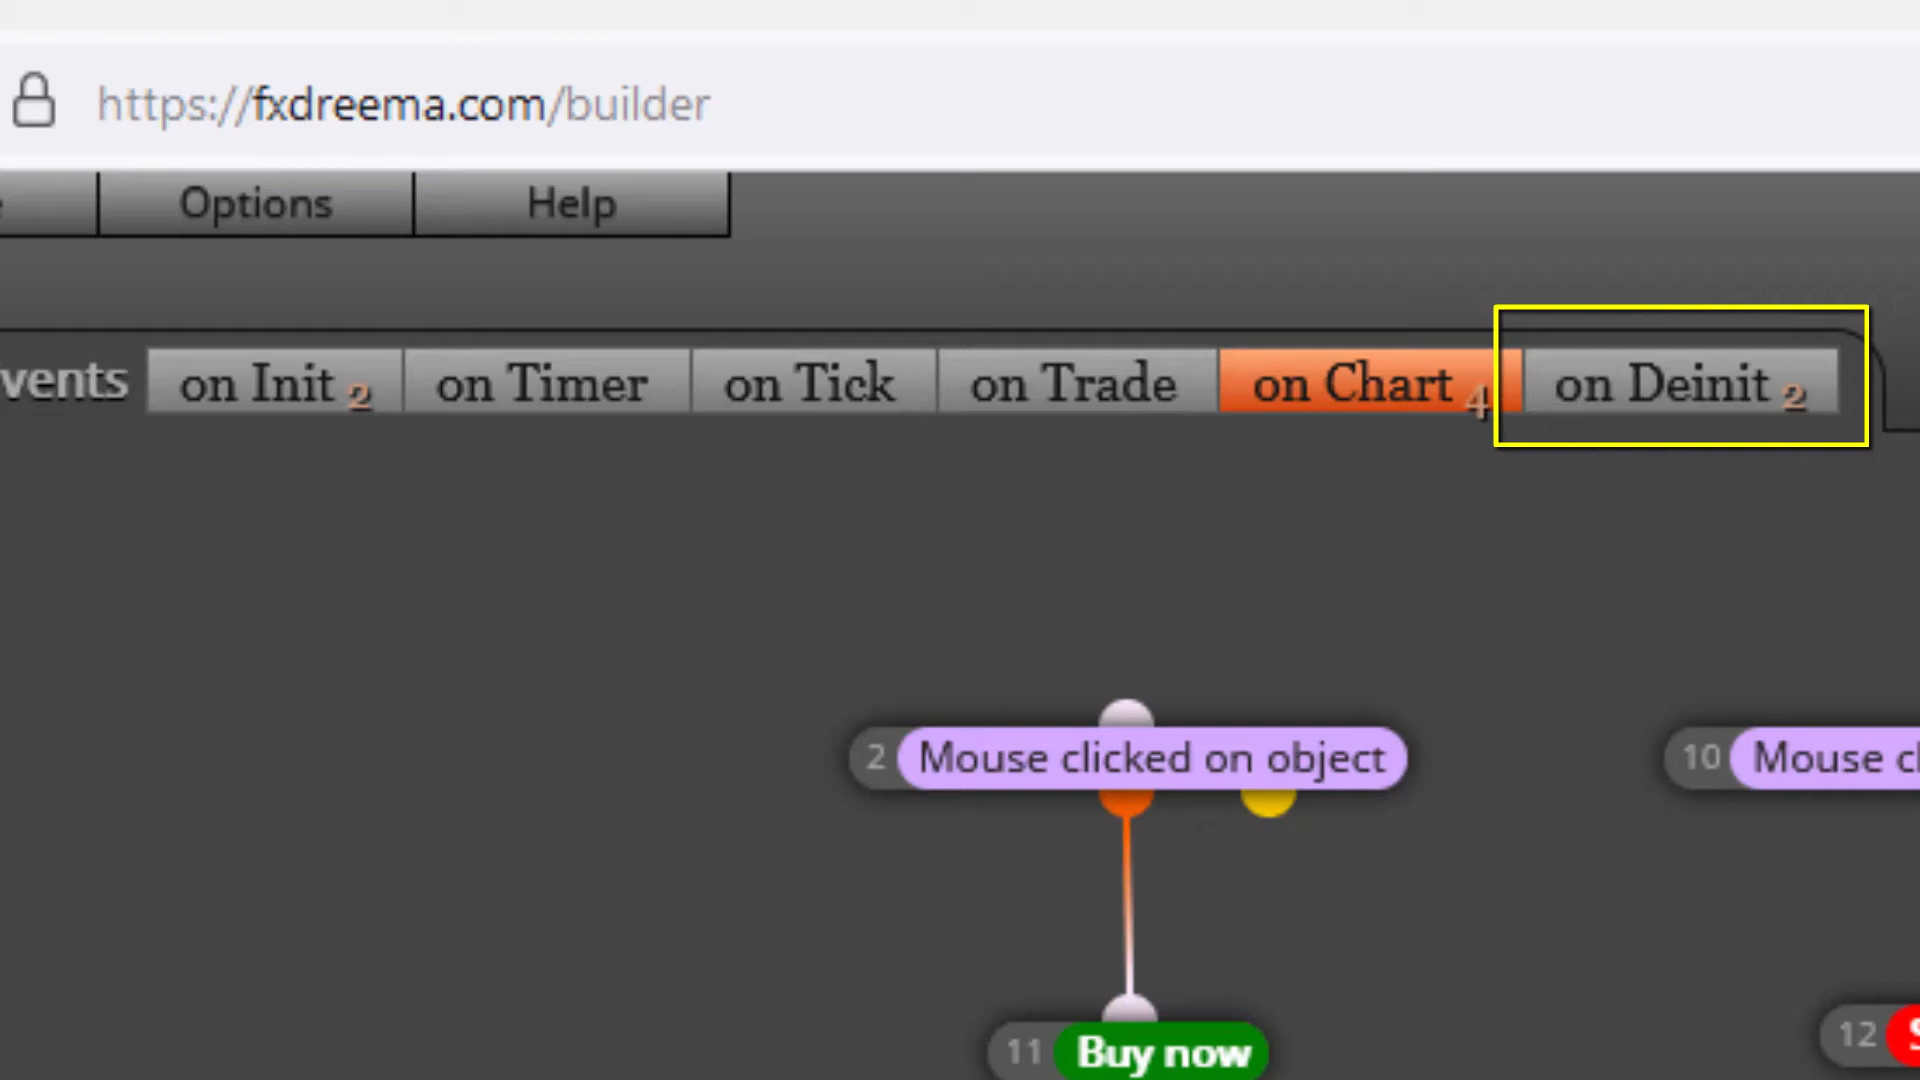 https://fxdreema.com/builder
Options Help
vents on Init 2 on Timer on Tick on Trade on Chart 4 on Deinit 2
2 Mouse clicked on object 10 Mouse cl
11 Buy now 12 S